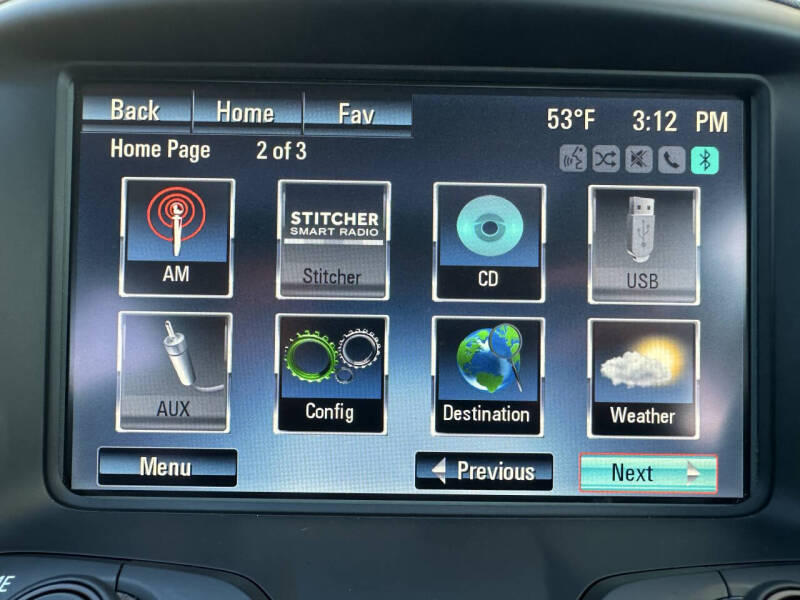 Back Home Fav 53°F 3:12 PM
Home Page 2 of 3
AM
STITCHER
SMART RADIO
Stitcher
CD
USB
AUX
Config
Destination
Weather
Menu Previous Next